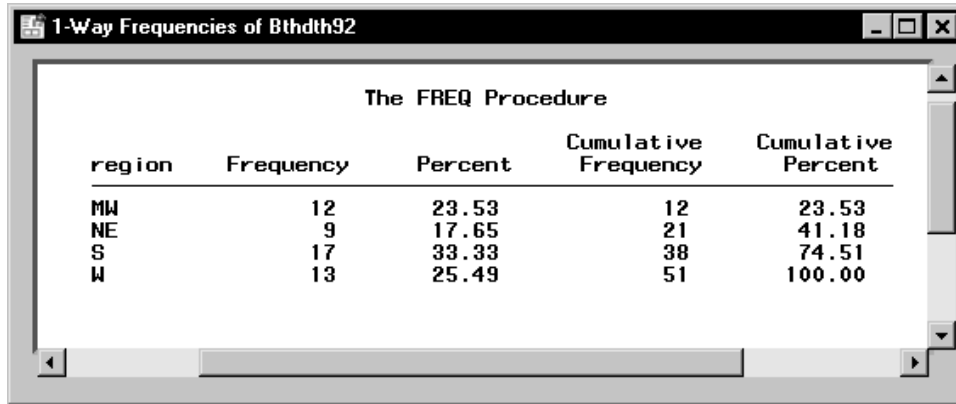 1-Way Frequencies of Bthdth92
The FREQ Procedure
Cumulative Cumulative
region Frequency Percent Frequency Percent
MW 12 23.53 12 23.53
NE 9 17.65 21 41.18
S 17 33.33 38 74.51
W 13 25.49 51 100.00